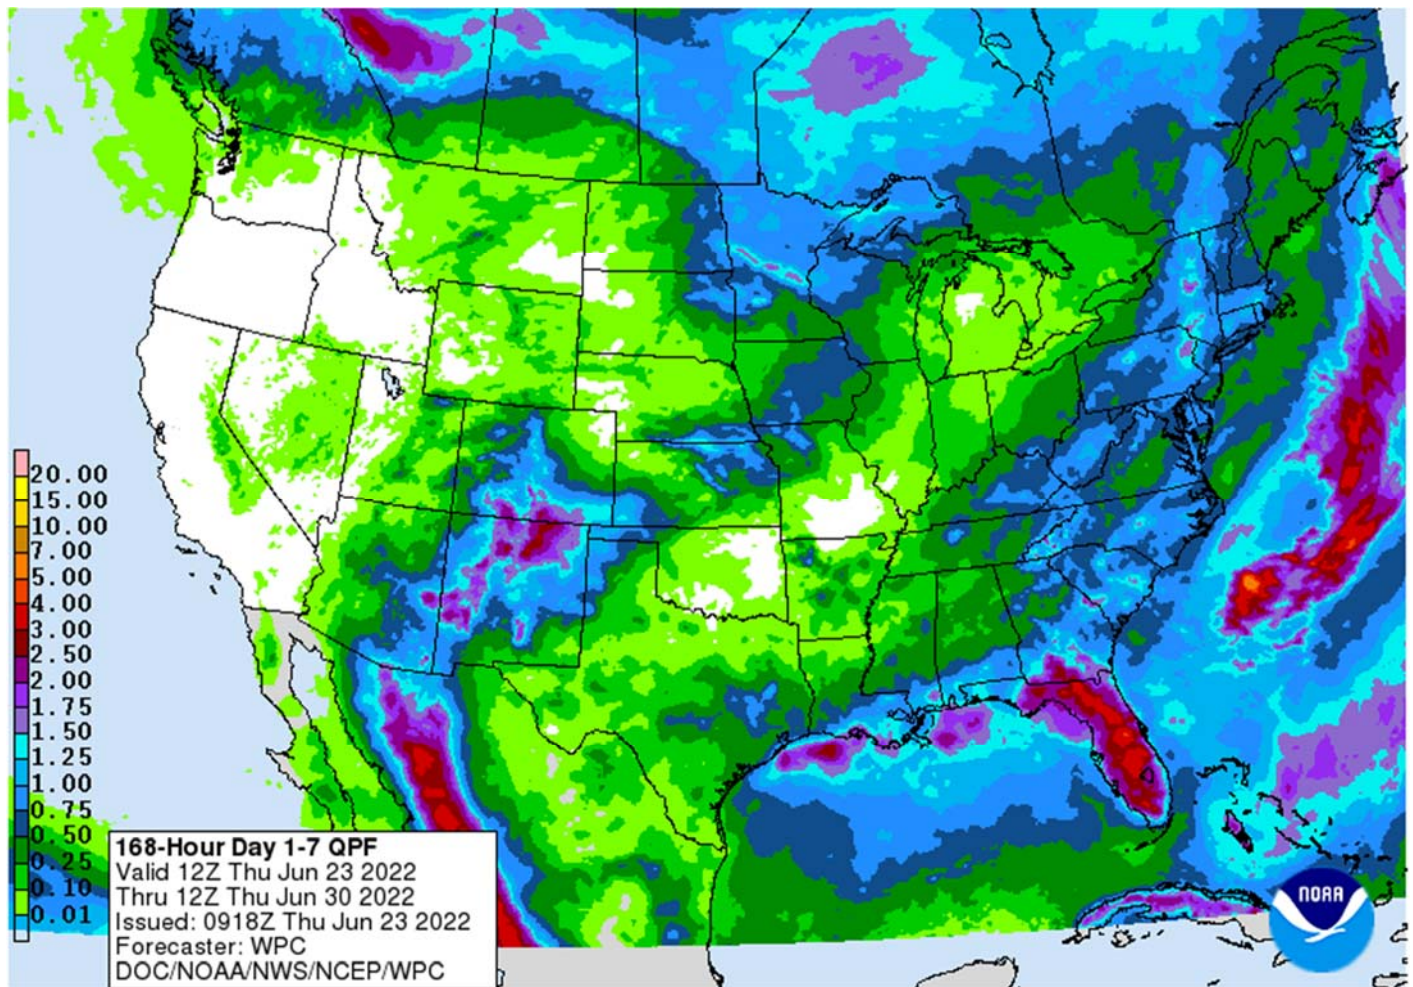 20.00
15.00
10.00
7.00
5.00
4.00
3.00
2.50
2.00
1.75
1.50
1.25
1.00
0.75
0.50
0.25
0.10
0.01
168-Hour Day 1-7 QPF
Valid 12Z Thu Jun 23 2022
Thru 12Z Thu Jun 30 2022
Issued: 0918Z Thu Jun 23 2022
Forecaster: WPC
DOC/NOAA/NWS/NCEP/WPC
NOAA